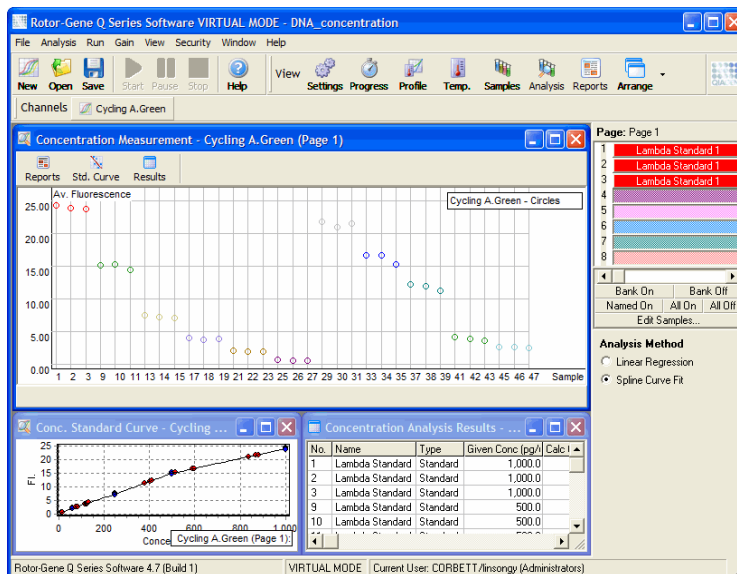 Rotor-Gene Q Series Software VIRTUAL MODE - DNA_concentration
File Analysis Run Gain View Security Window Help
New Open Save Start Pause Stop Help View Settings Progress Profile Temp. Samples Analysis Reports Arrange
Channels Cycling A.Green
Concentration Measurement - Cycling A.Green (Page 1)
Reports Std. Curve Results
Av. Fluorescence
Cycling A.Green - Circles
25.00
20.00
15.00
10.00
5.00
0.00
1 2 3 9 10 11 13 14 15 17 18 19 21 22 23 25 26 27 29 30 31 33 34 35 37 38 39 41 42 43 45 46 47 Sample
Page: Page 1
1 Lambda Standard 1
2 Lambda Standard 1
3 Lambda Standard 1
4
5
6
7
8
Bank On Bank Off
Named On All On All Off
Edit Samples...
Analysis Method
Linear Regression
Spline Curve Fit
Conc. Standard Curve - Cycling ...
25
20
15
10
5
0
Fl.
0 200 400 600 800 1,000
Cycling A.Green (Page 1):
Concentration Analysis Results - ...
No. Name Type Given Conc (pg/
1 Lambda Standard Standard 1,000.0
2 Lambda Standard Standard 1,000.0
3 Lambda Standard Standard 1,000.0
9 Lambda Standard Standard 500.0
10 Lambda Standard Standard 500.0
Rotor-Gene Q Series Software 4.7 (Build 1) VIRTUAL MODE Current User: CORBETT/linsongy (Administrators)